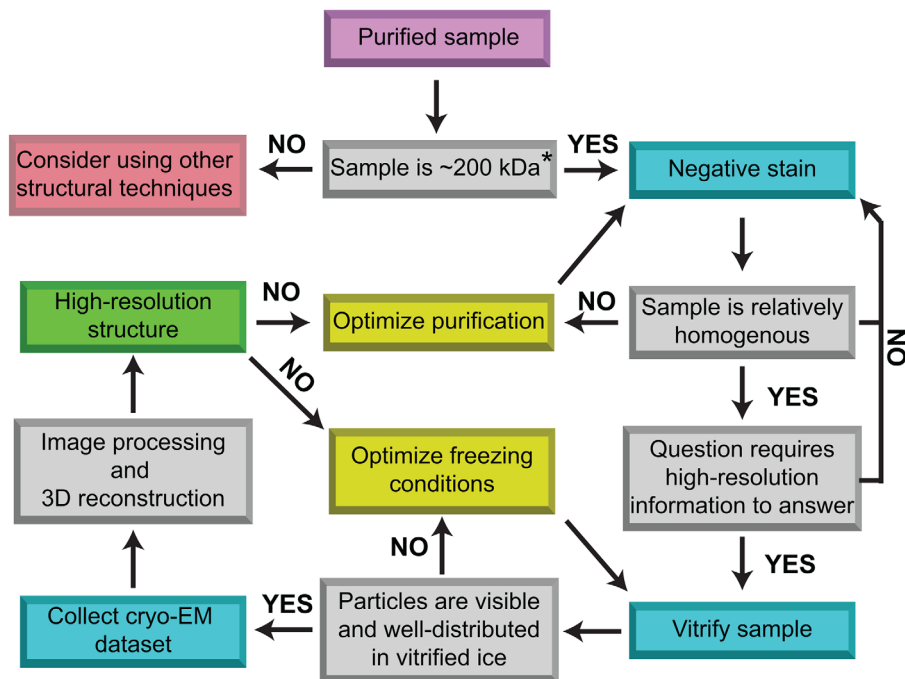 Purified sample
NO
YES
Consider using other
structural techniques
Sample is ~200 kDa*
Negative stain
High-resolution
structure
NO
Optimize purification
NO
Sample is relatively
homogenous
NO
NO
YES
Image processing
and
3D reconstruction
Optimize freezing
conditions
Question requires
high-resolution
information to answer
NO
YES
Collect cryo-EM
dataset
YES
Particles are visible
and well-distributed
in vitrified ice
Vitrify sample